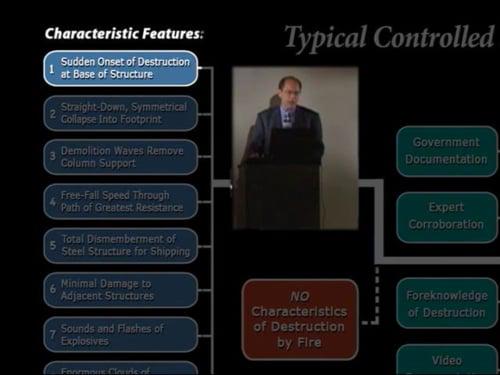 Characteristic Features:
Typical Controlled
1 Sudden Onset of Destruction
at Base of Structure
2 Straight-Down, Symmetrical
Collapse Into Footprint
3 Demolition Waves Remove
Column Support
4 Free-Fall Speed Through
Path of Greatest Resistance
5 Total Dismemberment of
Steel Structure for Shipping
6 Minimal Damage to
Adjacent Structures
7 Sounds and Flashes of
Explosives
Enormous Clouds of
NO
Characteristics
of Destruction
by Fire
Government
Documentation
Expert
Corroboration
Foreknowledge
of Destruction
Video